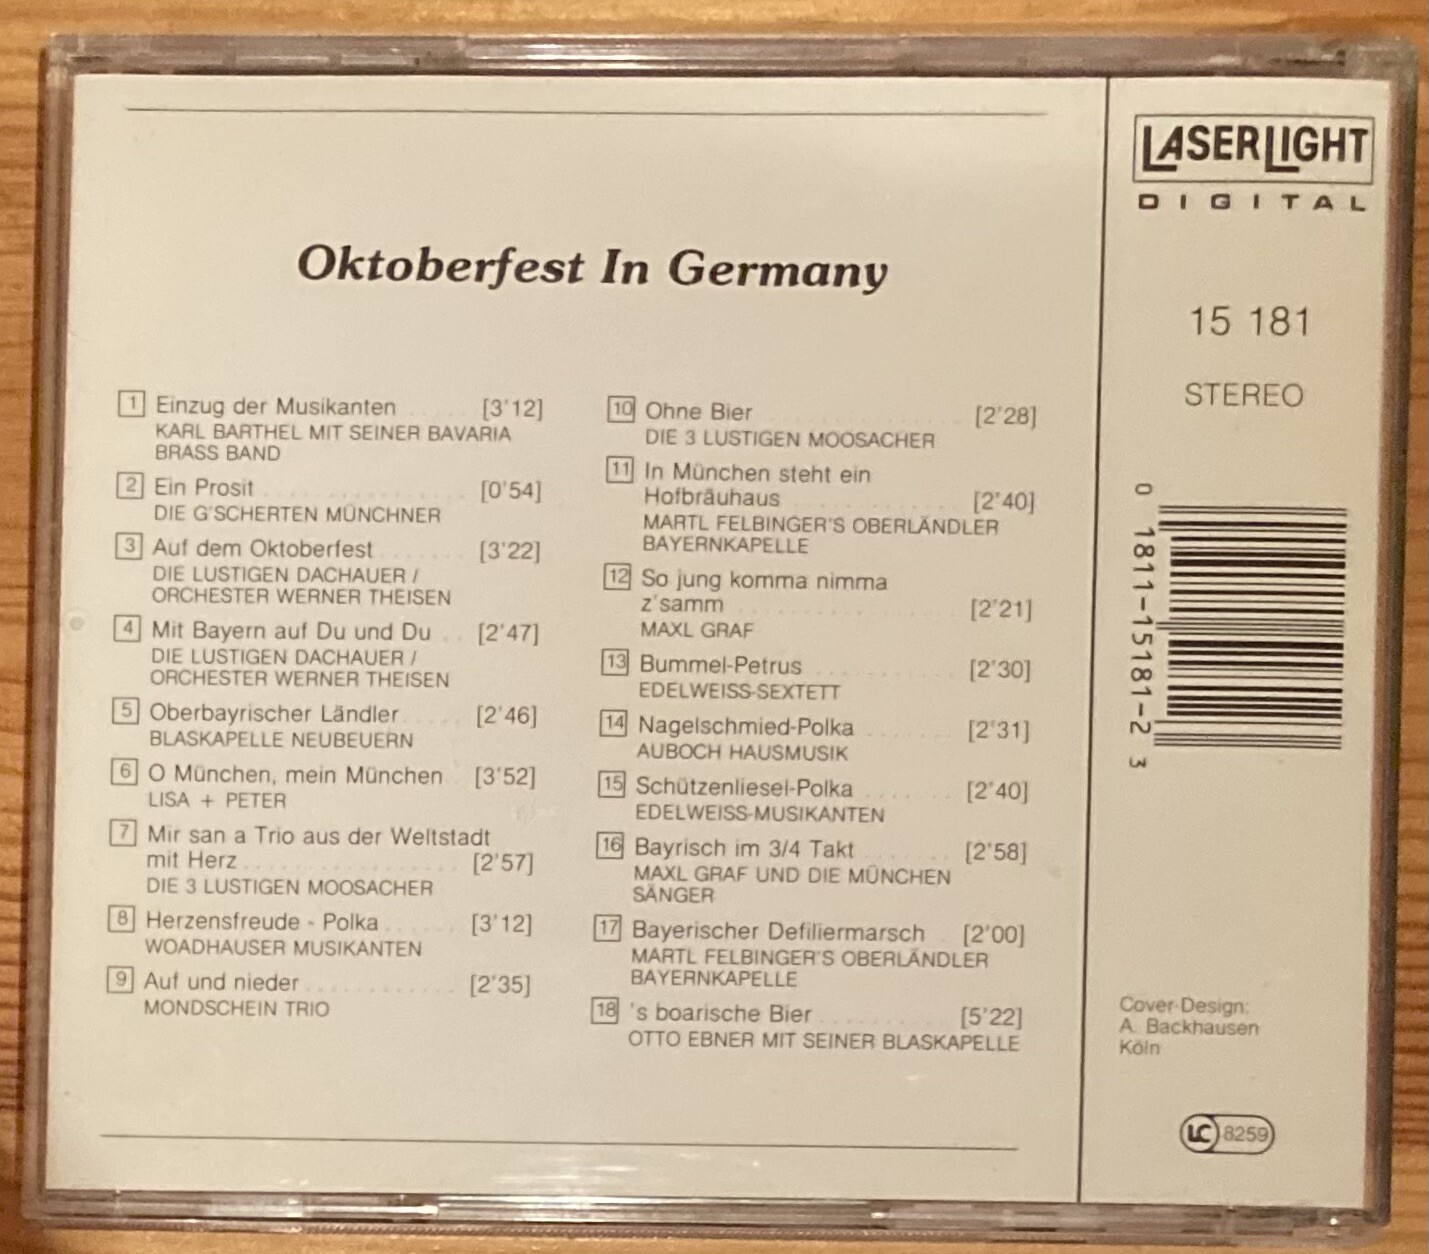 Oktoberfest In Germany
1 Einzug der Musikanten [3'12]
KARL BARTHEL MIT SEINER BAVARIA
BRASS BAND
2 Ein Prosit [0'54]
DIE G'SCHERTEN MÜNCHNER
3 Auf dem Oktoberfest [3'22]
DIE LUSTIGEN DACHAUER /
ORCHESTER WERNER THEISEN
4 Mit Bayern auf Du und Du [2'47]
DIE LUSTIGEN DACHAUER /
ORCHESTER WERNER THEISEN
5 Oberbayrischer Ländler [2'46]
BLASKAPELLE NEUBEUERN
6 O München, mein München [3'52]
LISA + PETER
7 Mir san a Trio aus der Weltstadt
mit Herz [2'57]
DIE 3 LUSTIGEN MOOSACHER
8 Herzensfreude - Polka [3'12]
WOADHAUSER MUSIKANTEN
9 Auf und nieder [2'35]
MONDSCHEIN TRIO
10 Ohne Bier [2'28]
DIE 3 LUSTIGEN MOOSACHER
11 In München steht ein
Hofbräuhaus [2'40]
MARTL FELBINGER'S OBERLÄNDLER
BAYERNKAPELLE
12 So jung komma nimma
z'samm [2'21]
MAXL GRAF
13 Bummel-Petrus [2'30]
EDELWEISS-SEXTETT
14 Nagelschmied-Polka [2'31]
AUBOCH HAUSMUSIK
15 Schützenliesel-Polka [2'40]
EDELWEISS-MUSIKANTEN
16 Bayrisch im 3/4 Takt [2'58]
MAXL GRAF UND DIE MÜNCHEN
SÄNGER
17 Bayerischer Defiliermarsch [2'00]
MARTL FELBINGER'S OBERLÄNDLER
BAYERNKAPELLE
18 's boarische Bier [5'22]
OTTO EBNER MIT SEINER BLASKAPELLE
LASERLIGHT
DIGITAL
15 181
STEREO
0 1811-15181-2 3
Cover-Design:
A. Backhausen
Köln
LC 8259